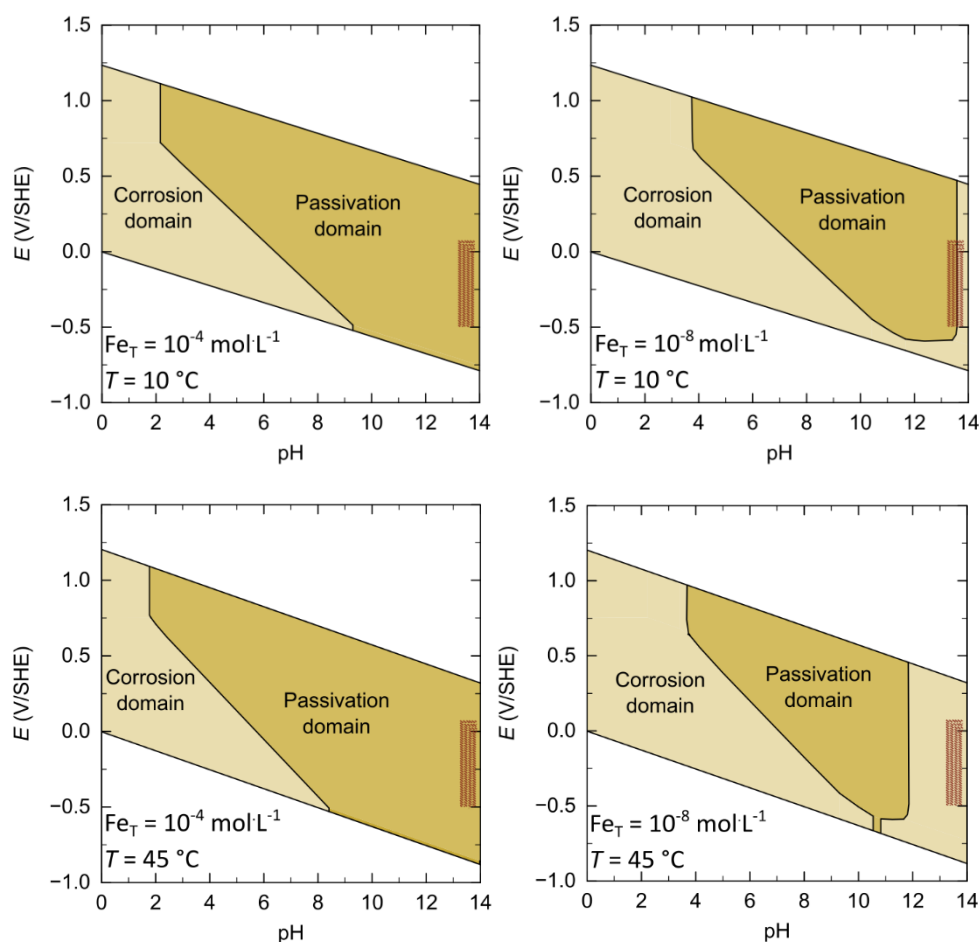 1.5
1.0
0.5
0.0
−0.5
−1.0
E (V/SHE)
Corrosion
domain
Passivation
domain
Fe_T = 10^-4 mol·L^-1
T = 10 °C
0 2 4 6 8 10 12 14
pH
1.5
1.0
0.5
0.0
−0.5
−1.0
E (V/SHE)
Corrosion
domain
Passivation
domain
Fe_T = 10^-8 mol·L^-1
T = 10 °C
0 2 4 6 8 10 12 14
pH
1.5
1.0
0.5
0.0
−0.5
−1.0
E (V/SHE)
Corrosion
domain
Passivation
domain
Fe_T = 10^-4 mol·L^-1
T = 45 °C
0 2 4 6 8 10 12 14
pH
1.5
1.0
0.5
0.0
−0.5
−1.0
E (V/SHE)
Corrosion
domain
Passivation
domain
Fe_T = 10^-8 mol·L^-1
T = 45 °C
0 2 4 6 8 10 12 14
pH